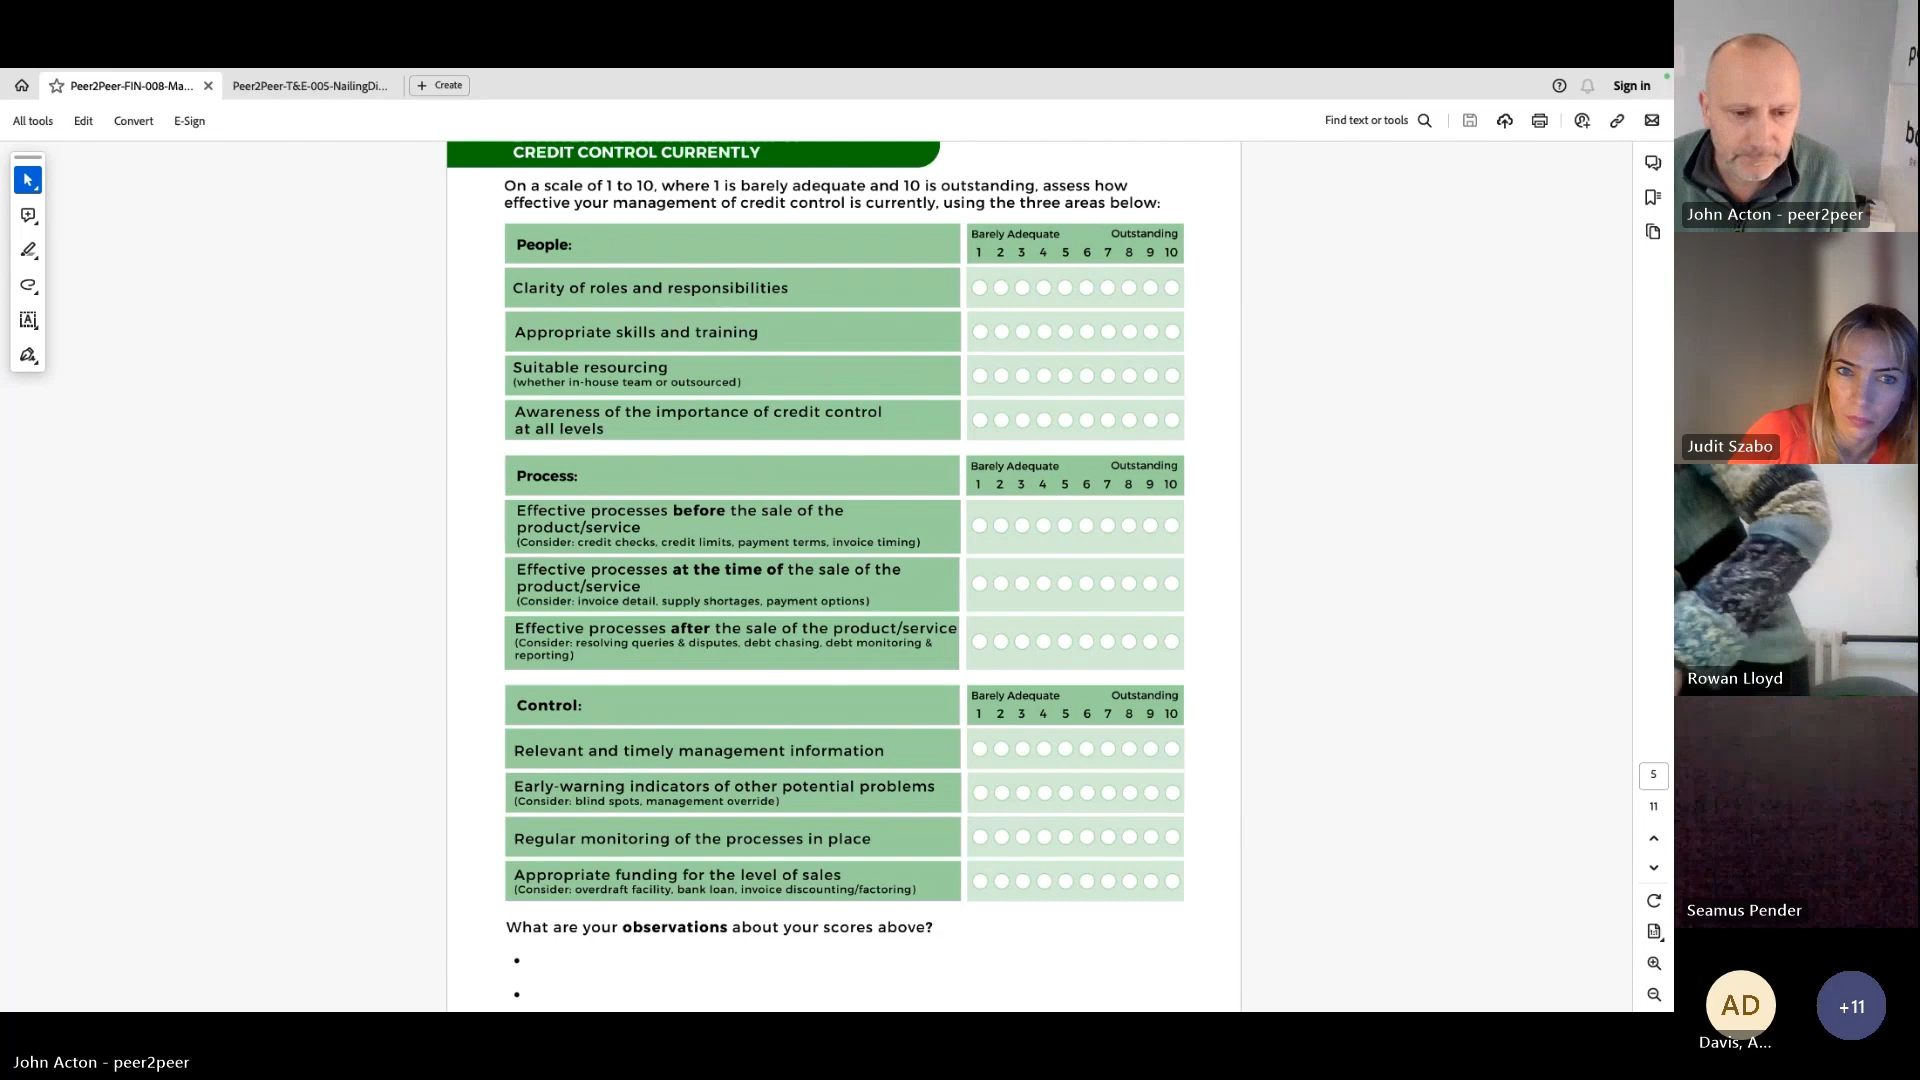 Peer2Peer-FIN-008-Ma...
Peer2Peer-T&E-005-NailingDi...
Create
Sign in
All tools
Edit
Convert
E-Sign
Find text or tools
CREDIT CONTROL CURRENTLY
On a scale of 1 to 10, where 1 is barely adequate and 10 is outstanding, assess how
effective your management of credit control is currently, using the three areas below:
People:
Barely Adequate Outstanding
1 2 3 4 5 6 7 8 9 10
Clarity of roles and responsibilities
Appropriate skills and training
Suitable resourcing
(whether in-house team or outsourced)
Awareness of the importance of credit control
at all levels
Process:
Barely Adequate Outstanding
1 2 3 4 5 6 7 8 9 10
Effective processes before the sale of the
product/service
(Consider: credit checks, credit limits, payment terms, invoice timing)
Effective processes at the time of the sale of the
product/service
(Consider: invoice detail, supply shortages, payment options)
Effective processes after the sale of the product/service
(Consider: resolving queries & disputes, debt chasing, debt monitoring &
reporting)
Control:
Barely Adequate Outstanding
1 2 3 4 5 6 7 8 9 10
Relevant and timely management information
Early-warning indicators of other potential problems
(Consider: blind spots, management override)
Regular monitoring of the processes in place
Appropriate funding for the level of sales
(Consider: overdraft facility, bank loan, invoice discounting/factoring)
What are your observations about your scores above?
5
11
John Acton - peer2peer
Judit Szabo
Rowan Lloyd
Seamus Pender
AD
Davis, A...
+11
John Acton - peer2peer